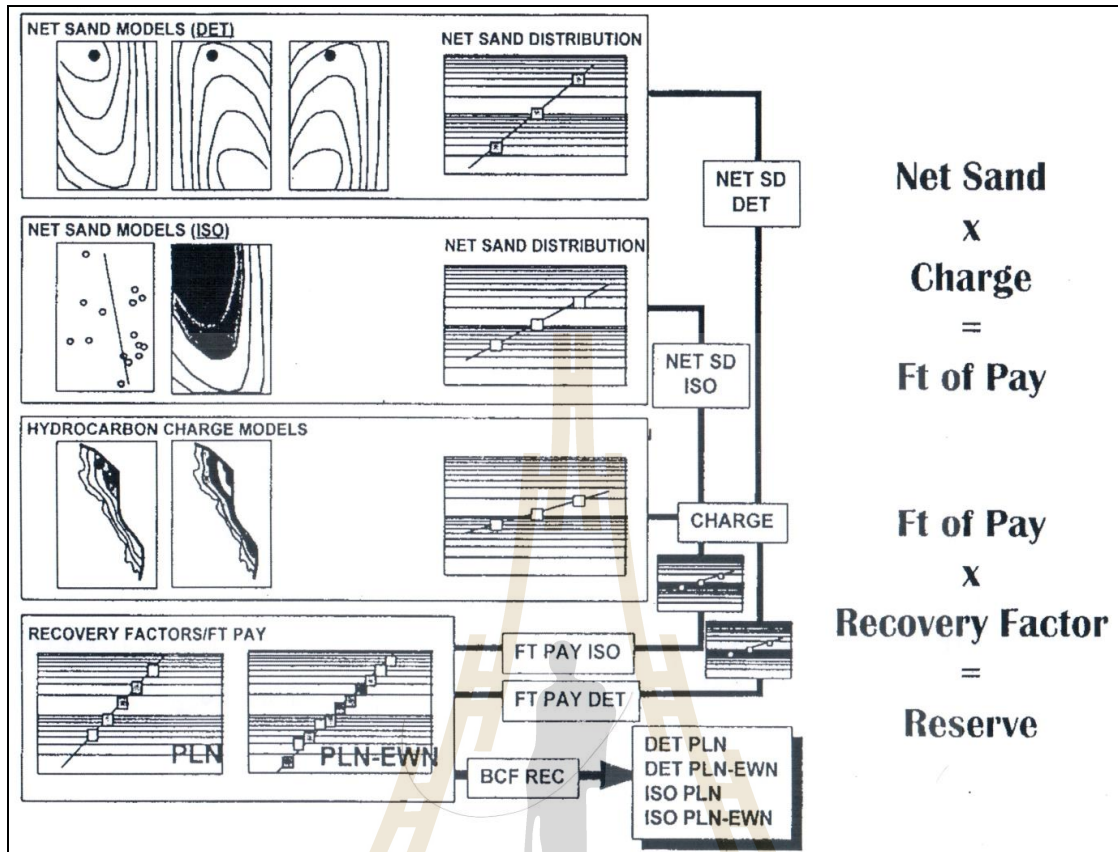 NET SAND MODELS (DET)
NET SAND DISTRIBUTION
NET SD
DET
NET SAND MODELS (ISO)
NET SAND DISTRIBUTION
NET SD
ISO
HYDROCARBON CHARGE MODELS
CHARGE
RECOVERY FACTORS/FT PAY
PLN
PLN-EWN
FT PAY ISO
FT PAY DET
BCF REC
DET PLN
DET PLN-EWN
ISO PLN
ISO PLN-EWN
Net Sand
x
Charge
=
Ft of Pay
Ft of Pay
x
Recovery Factor
=
Reserve